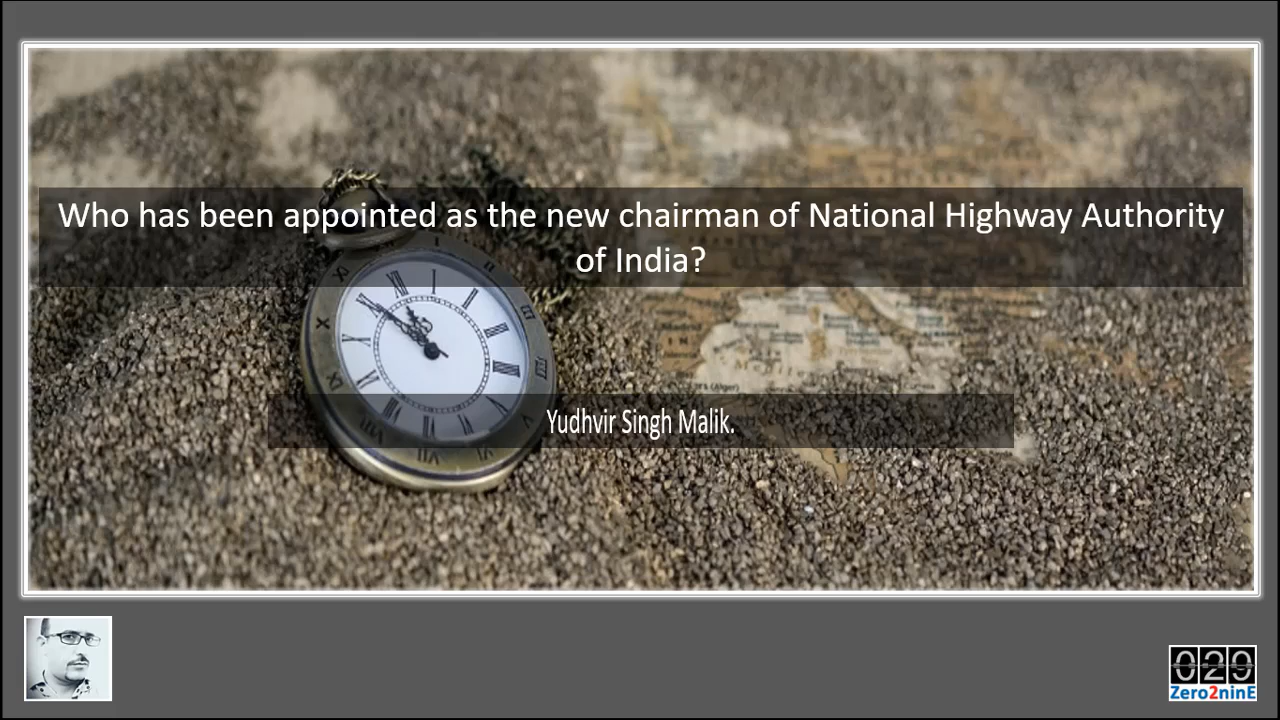 Who has been appointed as the new chairman of National Highway Authority
of India?
Yudhvir Singh Malik.
029
Zero2ninE